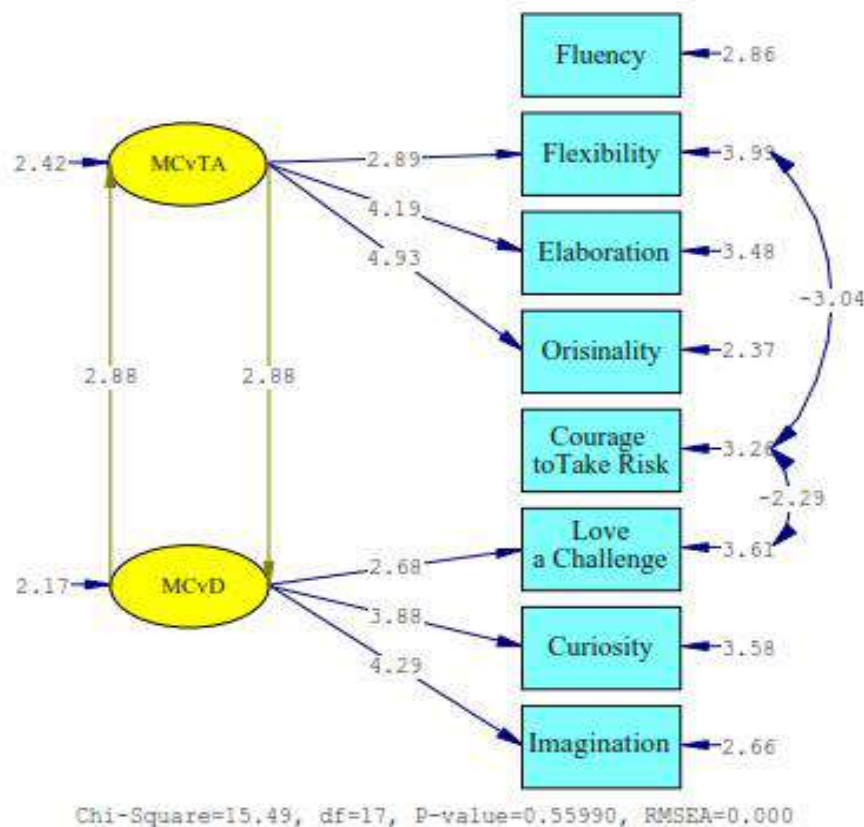 Fluency
2.86
2.42
MCvTA
2.89
Flexibility
3.99
4.19
4.93
Elaboration
3.48
-3.04
Orisinality
2.37
2.88
2.88
Courage
toTake Risk
3.26
-2.29
Love
a Challenge
3.61
2.17
MCvD
2.68
3.88
4.29
Curiosity
3.58
Imagination
2.66
Chi-Square=15.49, df=17, P-value=0.55990, RMSEA=0.000